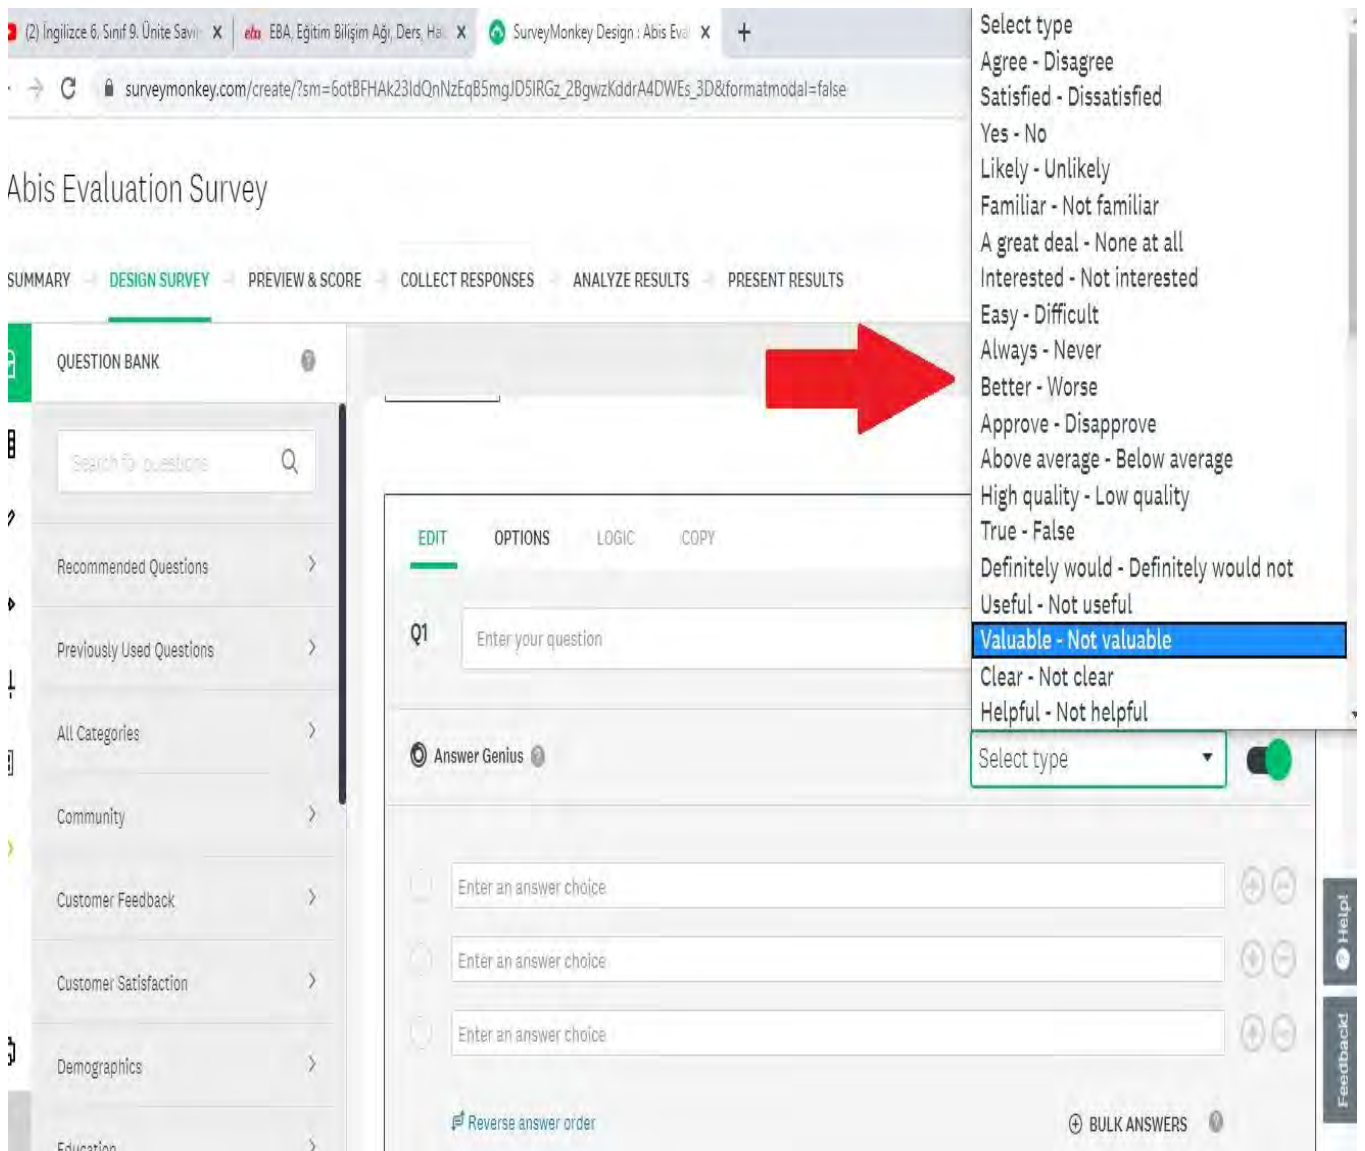 (2) İngilizce 6. Sınıf 9. Ünite Savi
eba EBA, Eğitim Bilişim Ağı, Ders, Ha
SurveyMonkey Design : Abis Eva
surveymonkey.com/create/?sm=6otBFHAk23IdQnNzEqB5mgJD5IRGz_2BgwzKddrA4DWEs_3D&formatmodal=false
Abis Evaluation Survey
SUMMARY
DESIGN SURVEY
PREVIEW & SCORE
COLLECT RESPONSES
ANALYZE RESULTS
PRESENT RESULTS
QUESTION BANK
Search for questions
Recommended Questions
Previously Used Questions
All Categories
Community
Customer Feedback
Customer Satisfaction
Demographics
Education
EDIT
OPTIONS
LOGIC
COPY
Q1
Enter your question
Answer Genius
Select type
Agree - Disagree
Satisfied - Dissatisfied
Yes - No
Likely - Unlikely
Familiar - Not familiar
A great deal - None at all
Interested - Not interested
Easy - Difficult
Always - Never
Better - Worse
Approve - Disapprove
Above average - Below average
High quality - Low quality
True - False
Definitely would - Definitely would not
Useful - Not useful
Valuable - Not valuable
Clear - Not clear
Helpful - Not helpful
Select type
Enter an answer choice
Enter an answer choice
Enter an answer choice
Reverse answer order
BULK ANSWERS
Help!
Feedback!